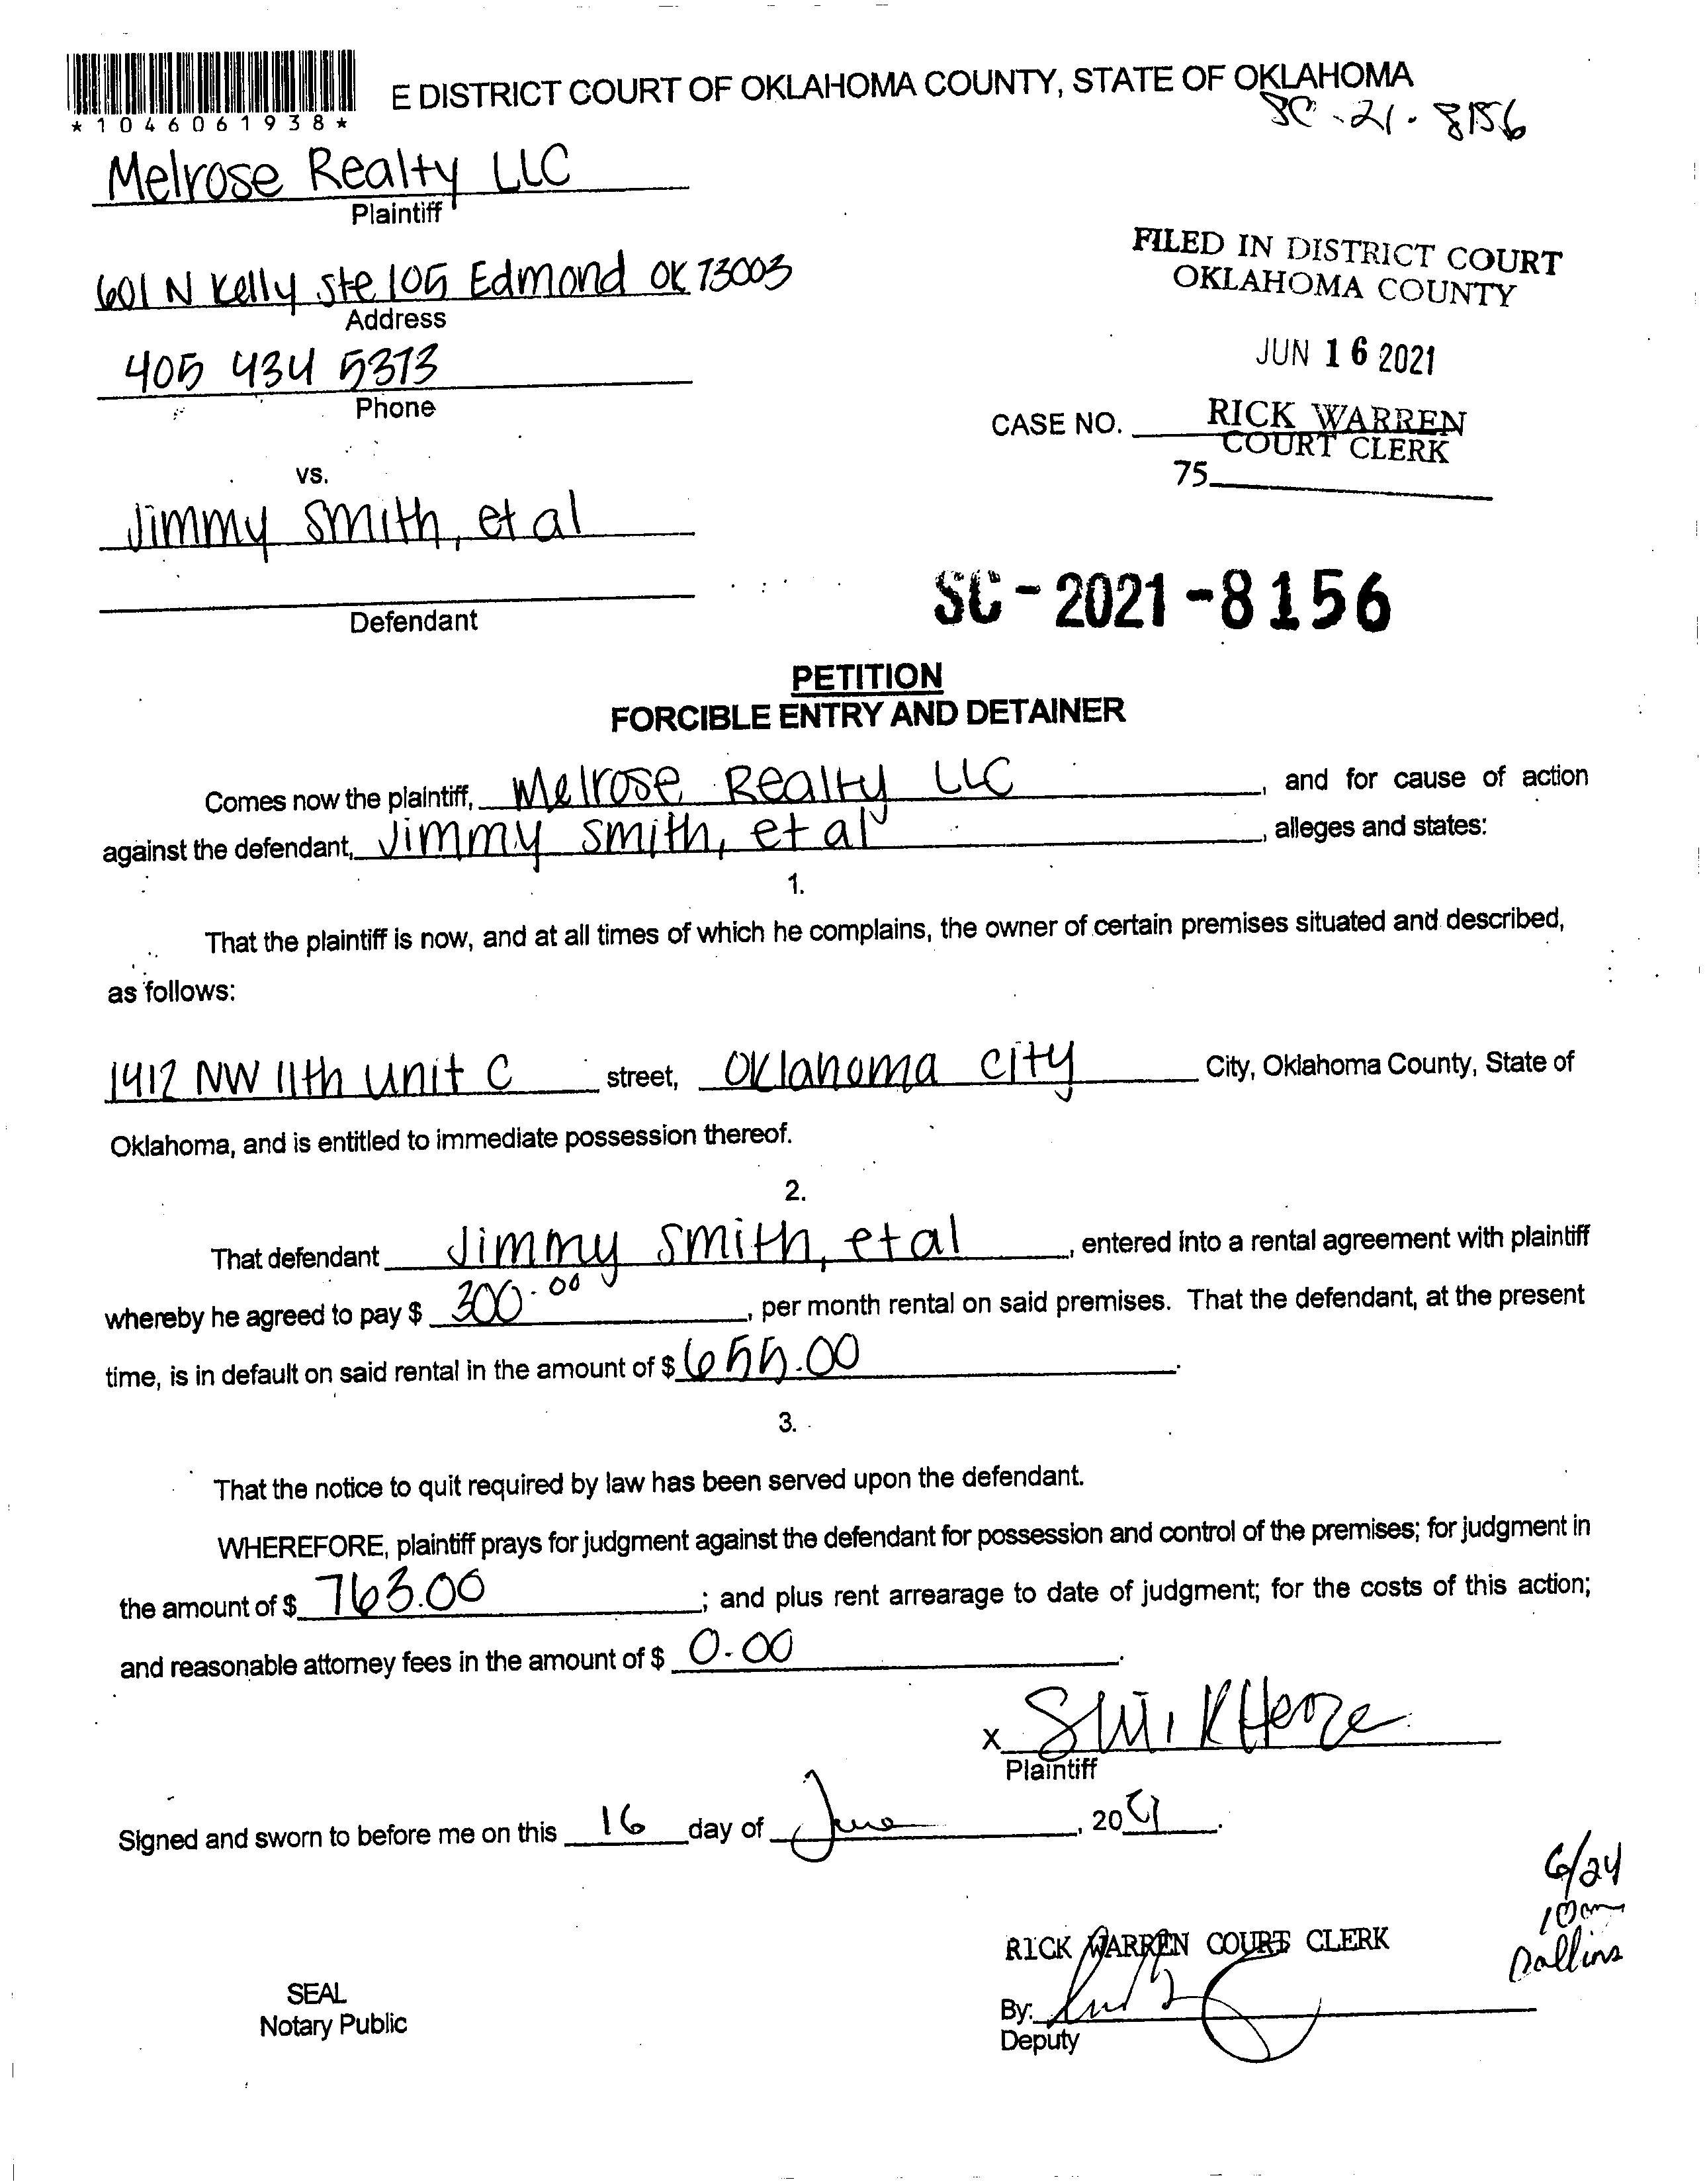 E DISTRICT COURT OF OKLAHOMA COUNTY, STATE OF OKLAHOMA
*1046061938*
SC-21-8156
Melrose Realty LLC
Plaintiff
601 N Kelly ste 105 Edmond OK 73003
Address
FILED IN DISTRICT COURT
OKLAHOMA COUNTY
405 434 5373
Phone
JUN 16 2021
CASE NO. RICK WARREN
COURT CLERK
75
vs.
Jimmy Smith, et al
Defendant
SC-2021-8156
PETITION
FORCIBLE ENTRY AND DETAINER
Comes now the plaintiff, Melrose Realty LLC, and for cause of action
against the defendant, Jimmy Smith, et al, alleges and states:
1.
That the plaintiff is now, and at all times of which he complains, the owner of certain premises situated and described,
as follows:
1412 NW 11th Unit C street, Oklahoma City City, Oklahoma County, State of
Oklahoma, and is entitled to immediate possession thereof.
2.
That defendant Jimmy Smith, et al, entered into a rental agreement with plaintiff
whereby he agreed to pay $ 300.00, per month rental on said premises. That the defendant, at the present
time, is in default on said rental in the amount of $ 655.00.
3.
That the notice to quit required by law has been served upon the defendant.
WHEREFORE, plaintiff prays for judgment against the defendant for possession and control of the premises; for judgment in
the amount of $ 763.00; and plus rent arrearage to date of judgment; for the costs of this action;
and reasonable attorney fees in the amount of $ 0.00.
x
Plaintiff
Signed and sworn to before me on this 16 day of June, 2021.
6/24
10am
RICK WARREN COURT CLERK
SEAL
Notary Public
By:
Deputy